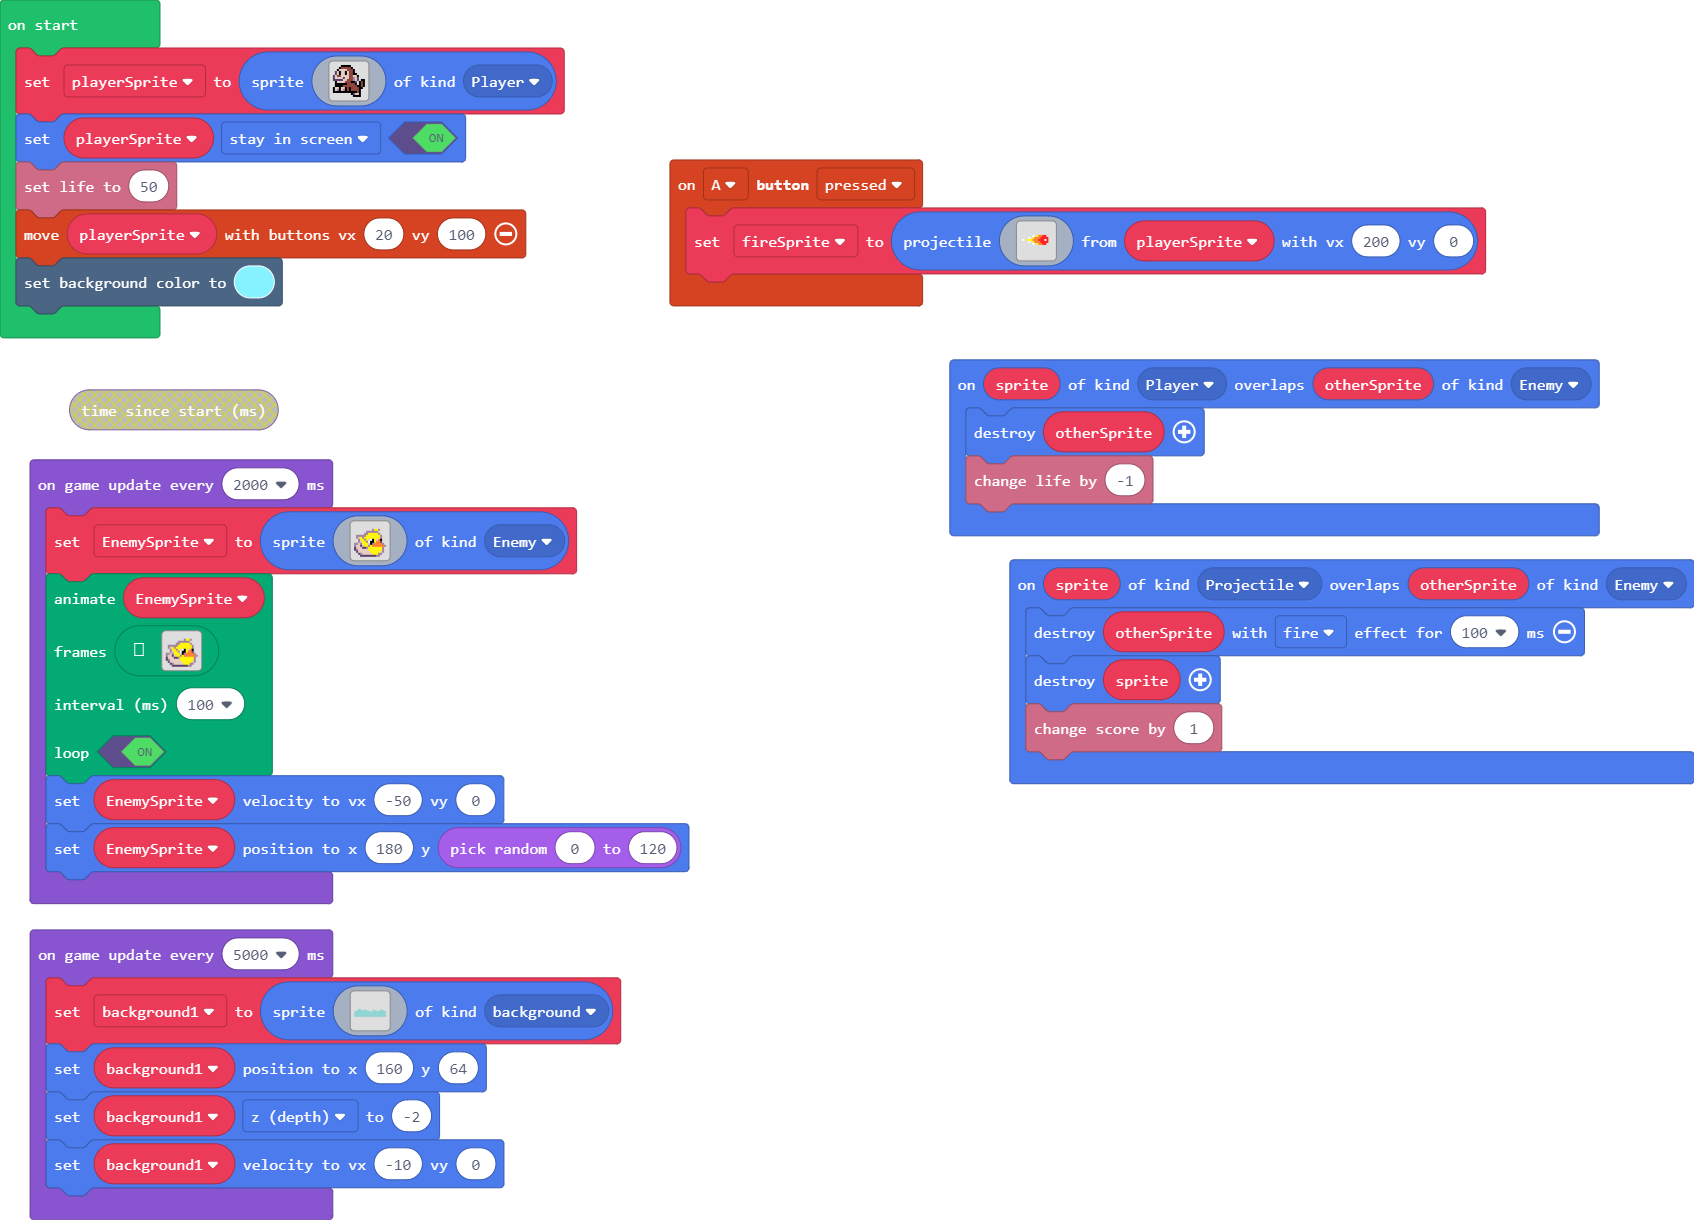 on start
set playerSprite to sprite of kind Player
set playerSprite stay in screen ON
set life to 50
move playerSprite with buttons vx 20 vy 100
set background color to
on A button pressed
set fireSprite to projectile from playerSprite with vx 200 vy 0
time since start (ms)
on sprite of kind Player overlaps otherSprite of kind Enemy
destroy otherSprite
change life by -1
on game update every 2000 ms
set EnemySprite to sprite of kind Enemy
animate EnemySprite
frames
interval (ms) 100
loop ON
set EnemySprite velocity to vx -50 vy 0
set EnemySprite position to x 180 y pick random 0 to 120
on sprite of kind Projectile overlaps otherSprite of kind Enemy
destroy otherSprite with fire effect for 100 ms
destroy sprite
change score by 1
on game update every 5000 ms
set background1 to sprite of kind background
set background1 position to x 160 y 64
set background1 z (depth) to -2
set background1 velocity to vx -10 vy 0